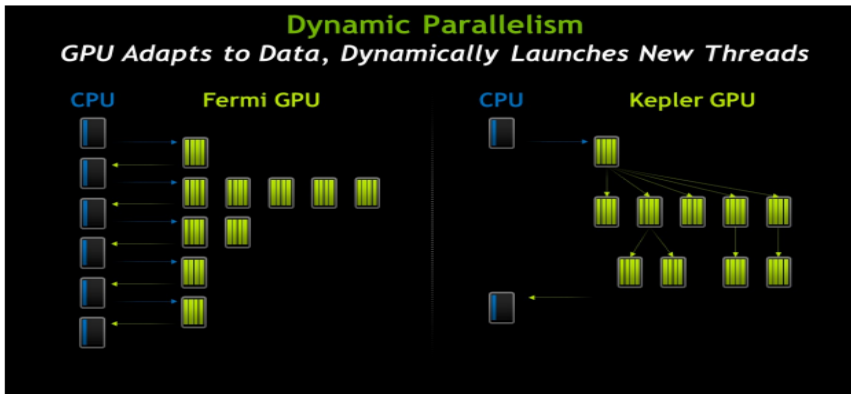 Dynamic Parallelism
GPU Adapts to Data, Dynamically Launches New Threads
CPU Fermi GPU
CPU Kepler GPU